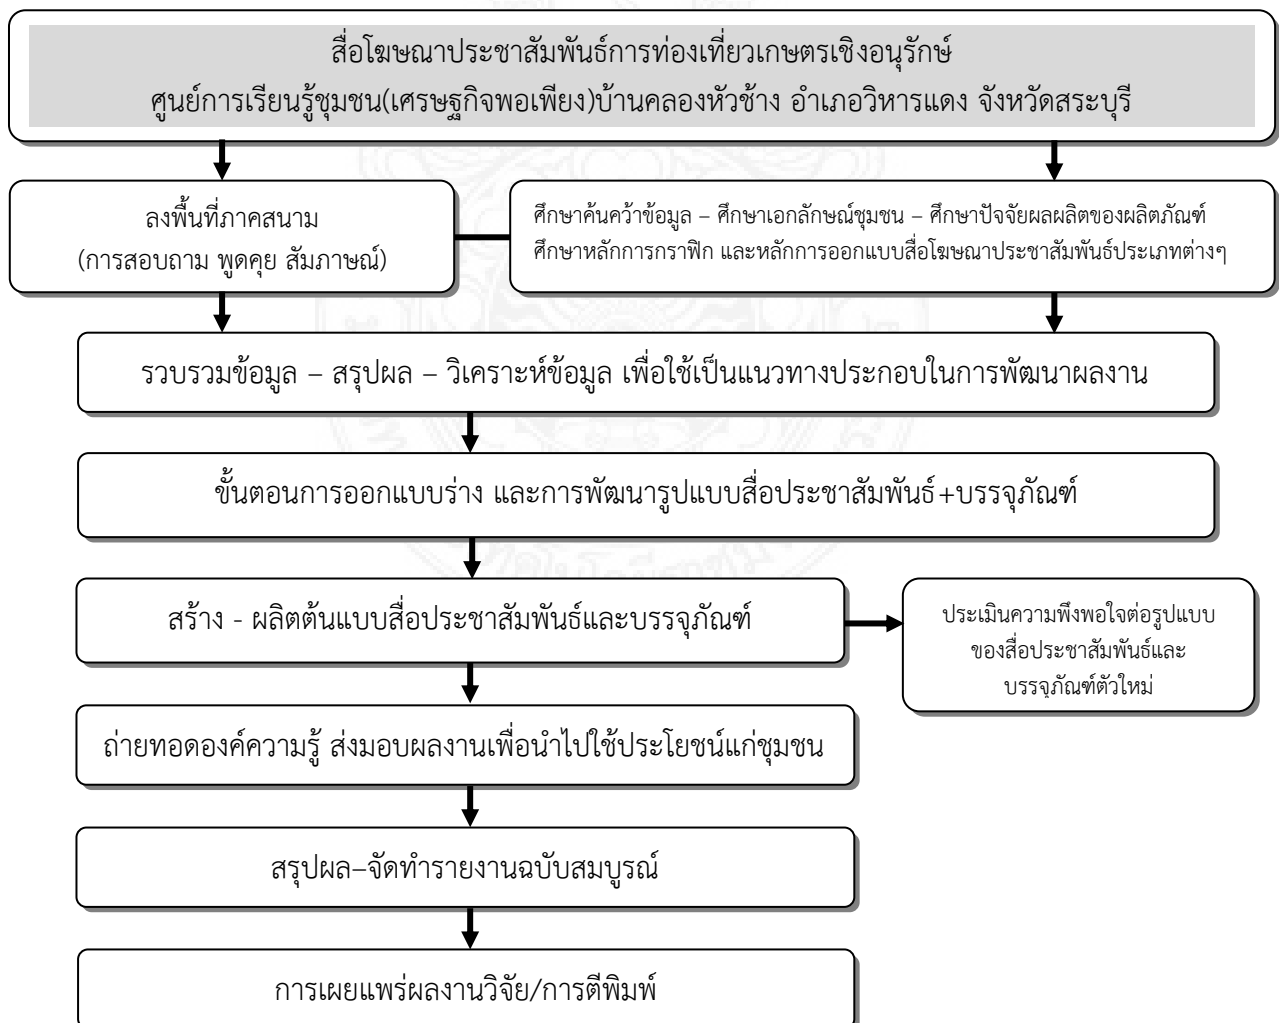 สื่อโฆษณาประชาสัมพันธ์การท่องเที่ยวเกษตรเชิงอนุรักษ์
ศูนย์การเรียนรู้ชุมชน(เศรษฐกิจพอเพียง)บ้านคลองหัวช้าง อำเภอวิหารแดง จังหวัดสระบุรี
ลงพื้นที่ภาคสนาม
(การสอบถาม พูดคุย สัมภาษณ์)
ศึกษาค้นคว้าข้อมูล – ศึกษาเอกลักษณ์ชุมชน – ศึกษาปัจจัยผลผลิตของผลิตภัณฑ์
ศึกษาหลักการกราฟิก และหลักการออกแบบสื่อโฆษณาประชาสัมพันธ์ประเภทต่างๆ
รวบรวมข้อมูล – สรุปผล – วิเคราะห์ข้อมูล เพื่อใช้เป็นแนวทางประกอบในการพัฒนาผลงาน
ขั้นตอนการออกแบบร่าง และการพัฒนารูปแบบสื่อประชาสัมพันธ์+บรรจุภัณฑ์
สร้าง - ผลิตต้นแบบสื่อประชาสัมพันธ์และบรรจุภัณฑ์
ประเมินความพึงพอใจต่อรูปแบบ
ของสื่อประชาสัมพันธ์และ
บรรจุภัณฑ์ตัวใหม่
ถ่ายทอดองค์ความรู้ ส่งมอบผลงานเพื่อนำไปใช้ประโยชน์แก่ชุมชน
สรุปผล–จัดทำรายงานฉบับสมบูรณ์
การเผยแพร่ผลงานวิจัย/การตีพิมพ์